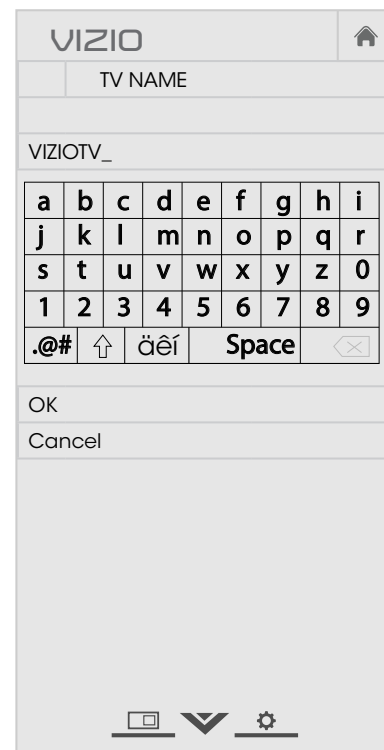 VIZIO
TV NAME
VIZIOTV_
a b c d e f g h i
j k l m n o p q r
s t u v w x y z 0
1 2 3 4 5 6 7 8 9
.@# äêí Space
OK
Cancel